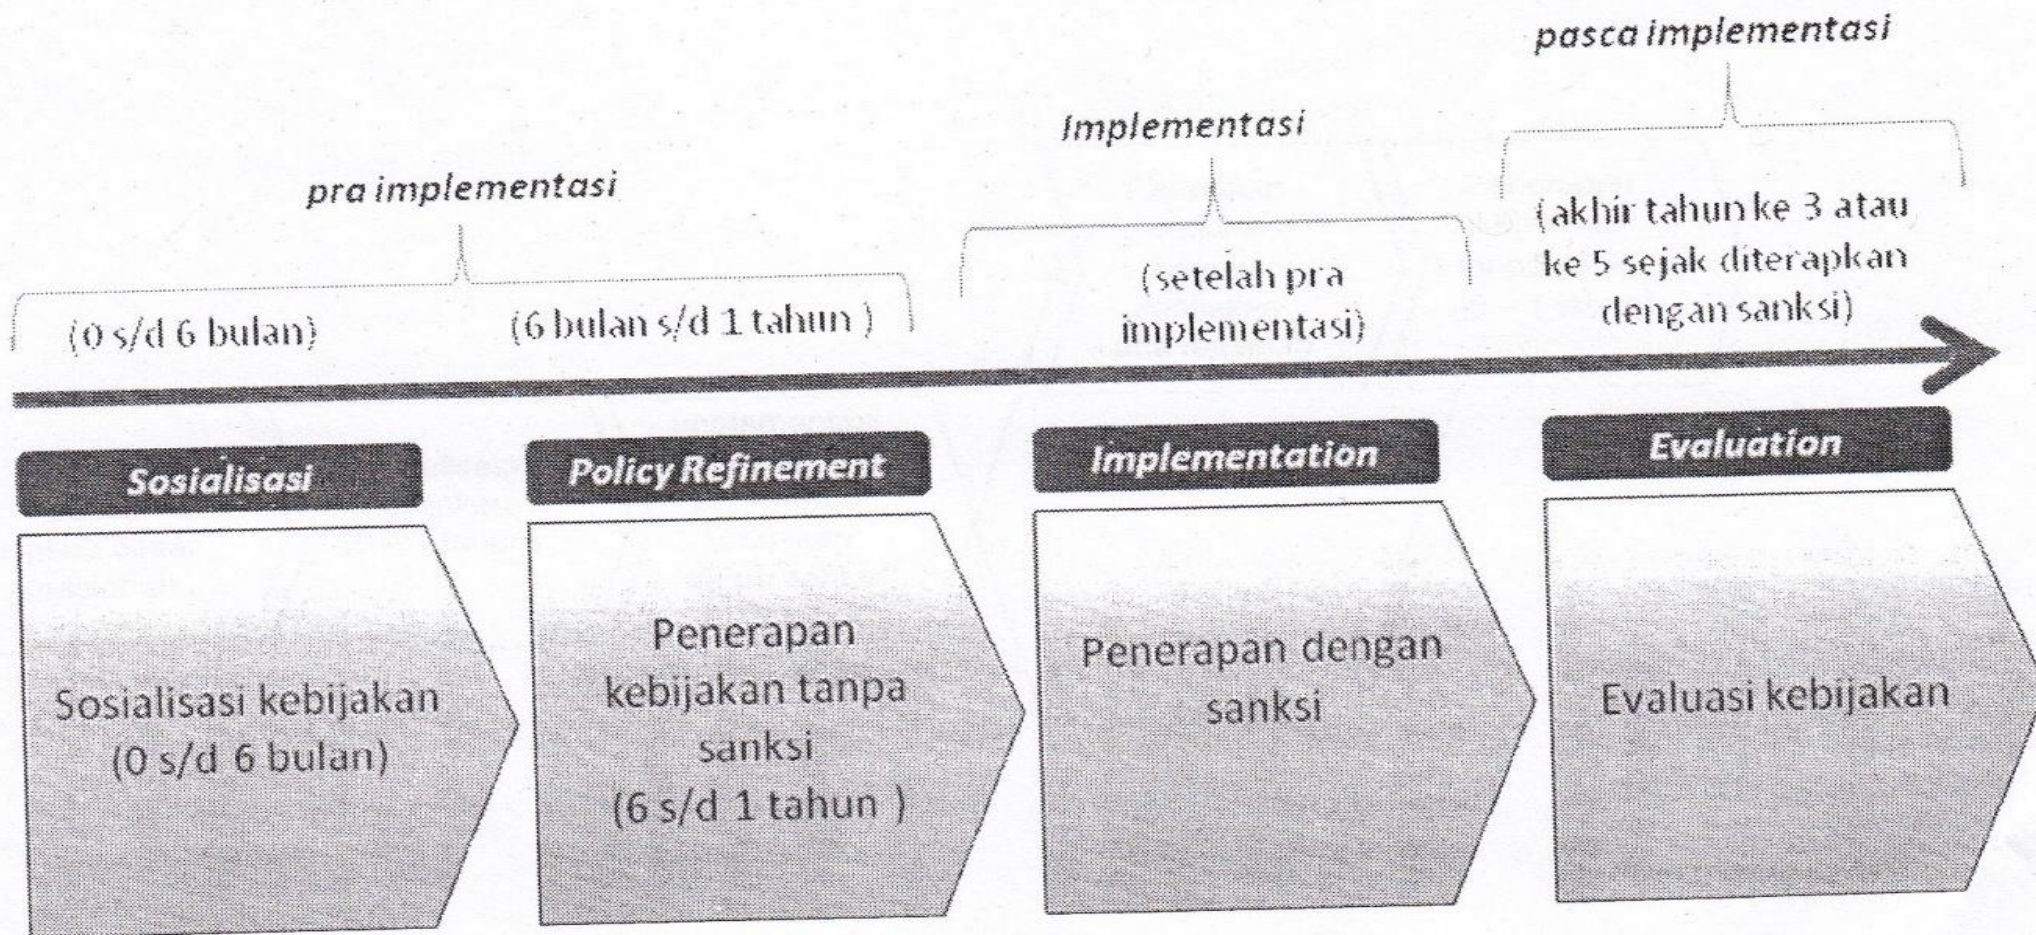 pasca implementasi
Implementasi
pra implementasi
(0 s/d 6 bulan)
(6 bulan s/d 1 tahun )
(setelah pra
implementasi)
(akhir tahun ke 3 atau
ke 5 sejak diterapkan
dengan sanksi)
Sosialisasi
Policy Refinement
Implementation
Evaluation
Sosialisasi kebijakan
(0 s/d 6 bulan)
Penerapan
kebijakan tanpa
sanksi
(6 s/d 1 tahun )
Penerapan dengan
sanksi
Evaluasi kebijakan